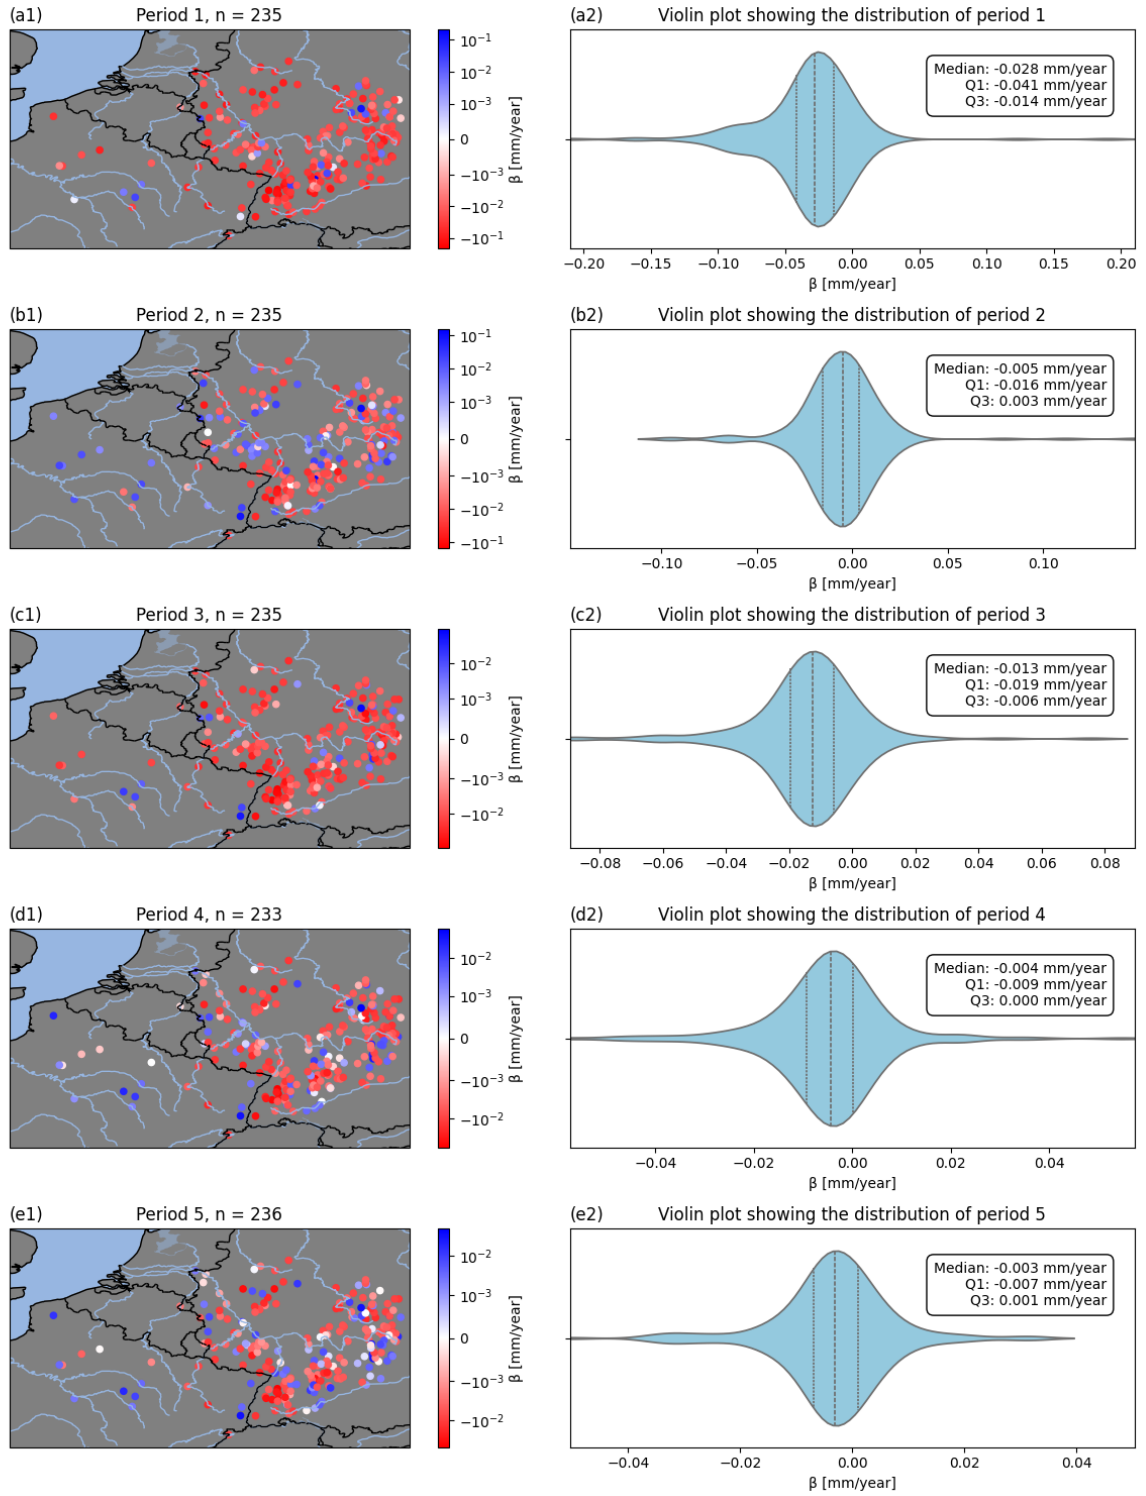 (a1) Period 1, n = 235
10⁻¹
10⁻²
10⁻³
0
−10⁻³
−10⁻²
−10⁻¹
β [mm/year]
(a2) Violin plot showing the distribution of period 1
Median: -0.028 mm/year
Q1: -0.041 mm/year
Q3: -0.014 mm/year
−0.20 −0.15 −0.10 −0.05 0.00 0.05 0.10 0.15 0.20
β [mm/year]
(b1) Period 2, n = 235
10⁻¹
10⁻²
10⁻³
0
−10⁻³
−10⁻²
−10⁻¹
β [mm/year]
(b2) Violin plot showing the distribution of period 2
Median: -0.005 mm/year
Q1: -0.016 mm/year
Q3: 0.003 mm/year
−0.10 −0.05 0.00 0.05 0.10
β [mm/year]
(c1) Period 3, n = 235
10⁻²
10⁻³
0
−10⁻³
−10⁻²
β [mm/year]
(c2) Violin plot showing the distribution of period 3
Median: -0.013 mm/year
Q1: -0.019 mm/year
Q3: -0.006 mm/year
−0.08 −0.06 −0.04 −0.02 0.00 0.02 0.04 0.06 0.08
β [mm/year]
(d1) Period 4, n = 233
10⁻²
10⁻³
0
−10⁻³
−10⁻²
β [mm/year]
(d2) Violin plot showing the distribution of period 4
Median: -0.004 mm/year
Q1: -0.009 mm/year
Q3: 0.000 mm/year
−0.04 −0.02 0.00 0.02 0.04
β [mm/year]
(e1) Period 5, n = 236
10⁻²
10⁻³
0
−10⁻³
−10⁻²
β [mm/year]
(e2) Violin plot showing the distribution of period 5
Median: -0.003 mm/year
Q1: -0.007 mm/year
Q3: 0.001 mm/year
−0.04 −0.02 0.00 0.02 0.04
β [mm/year]